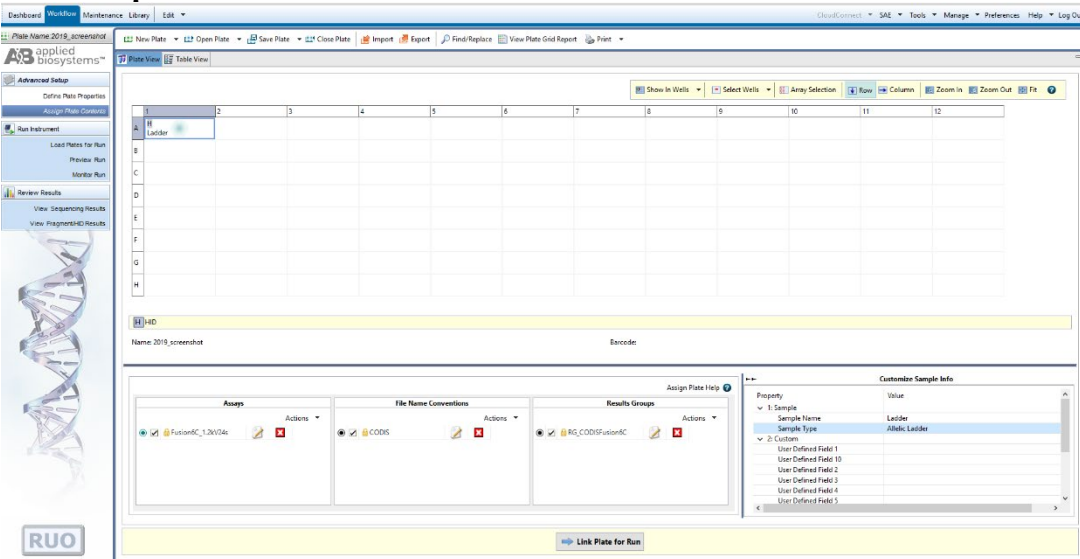 Dashboard Workflow Maintenance Library Edit CloudConnect SAE Tools Manage Preferences Help Log Ou
Plate Name 2019_screenshot
New Plate Open Plate Save Plate Close Plate Import Export Find/Replace View Plate Grid Report Print
AB applied biosystems™
Plate View Table View
Advanced Setup
Define Plate Properties
Assign Plate Contents
Run Instrument
Load Plates for Run
Preview Run
Monitor Run
Review Results
View Sequencing Results
View Fragment/HID Results
Show In Wells Select Wells Array Selection Row Column Zoom In Zoom Out Fit
1 2 3 4 5 6 7 8 9 10 11 12
A H
Ladder
B
C
D
E
F
G
H
H HID
Name: 2019_screenshot Barcode:
Assign Plate Help
Assays File Name Conventions Results Groups
Actions Actions Actions
Fusion6C_1.2kV24s CODIS RG_CODISFusion6C
Customize Sample Info
Property Value
1: Sample
Sample Name Ladder
Sample Type Allelic Ladder
2: Custom
User Defined Field 1
User Defined Field 10
User Defined Field 2
User Defined Field 3
User Defined Field 4
User Defined Field 5
RUO
Link Plate for Run